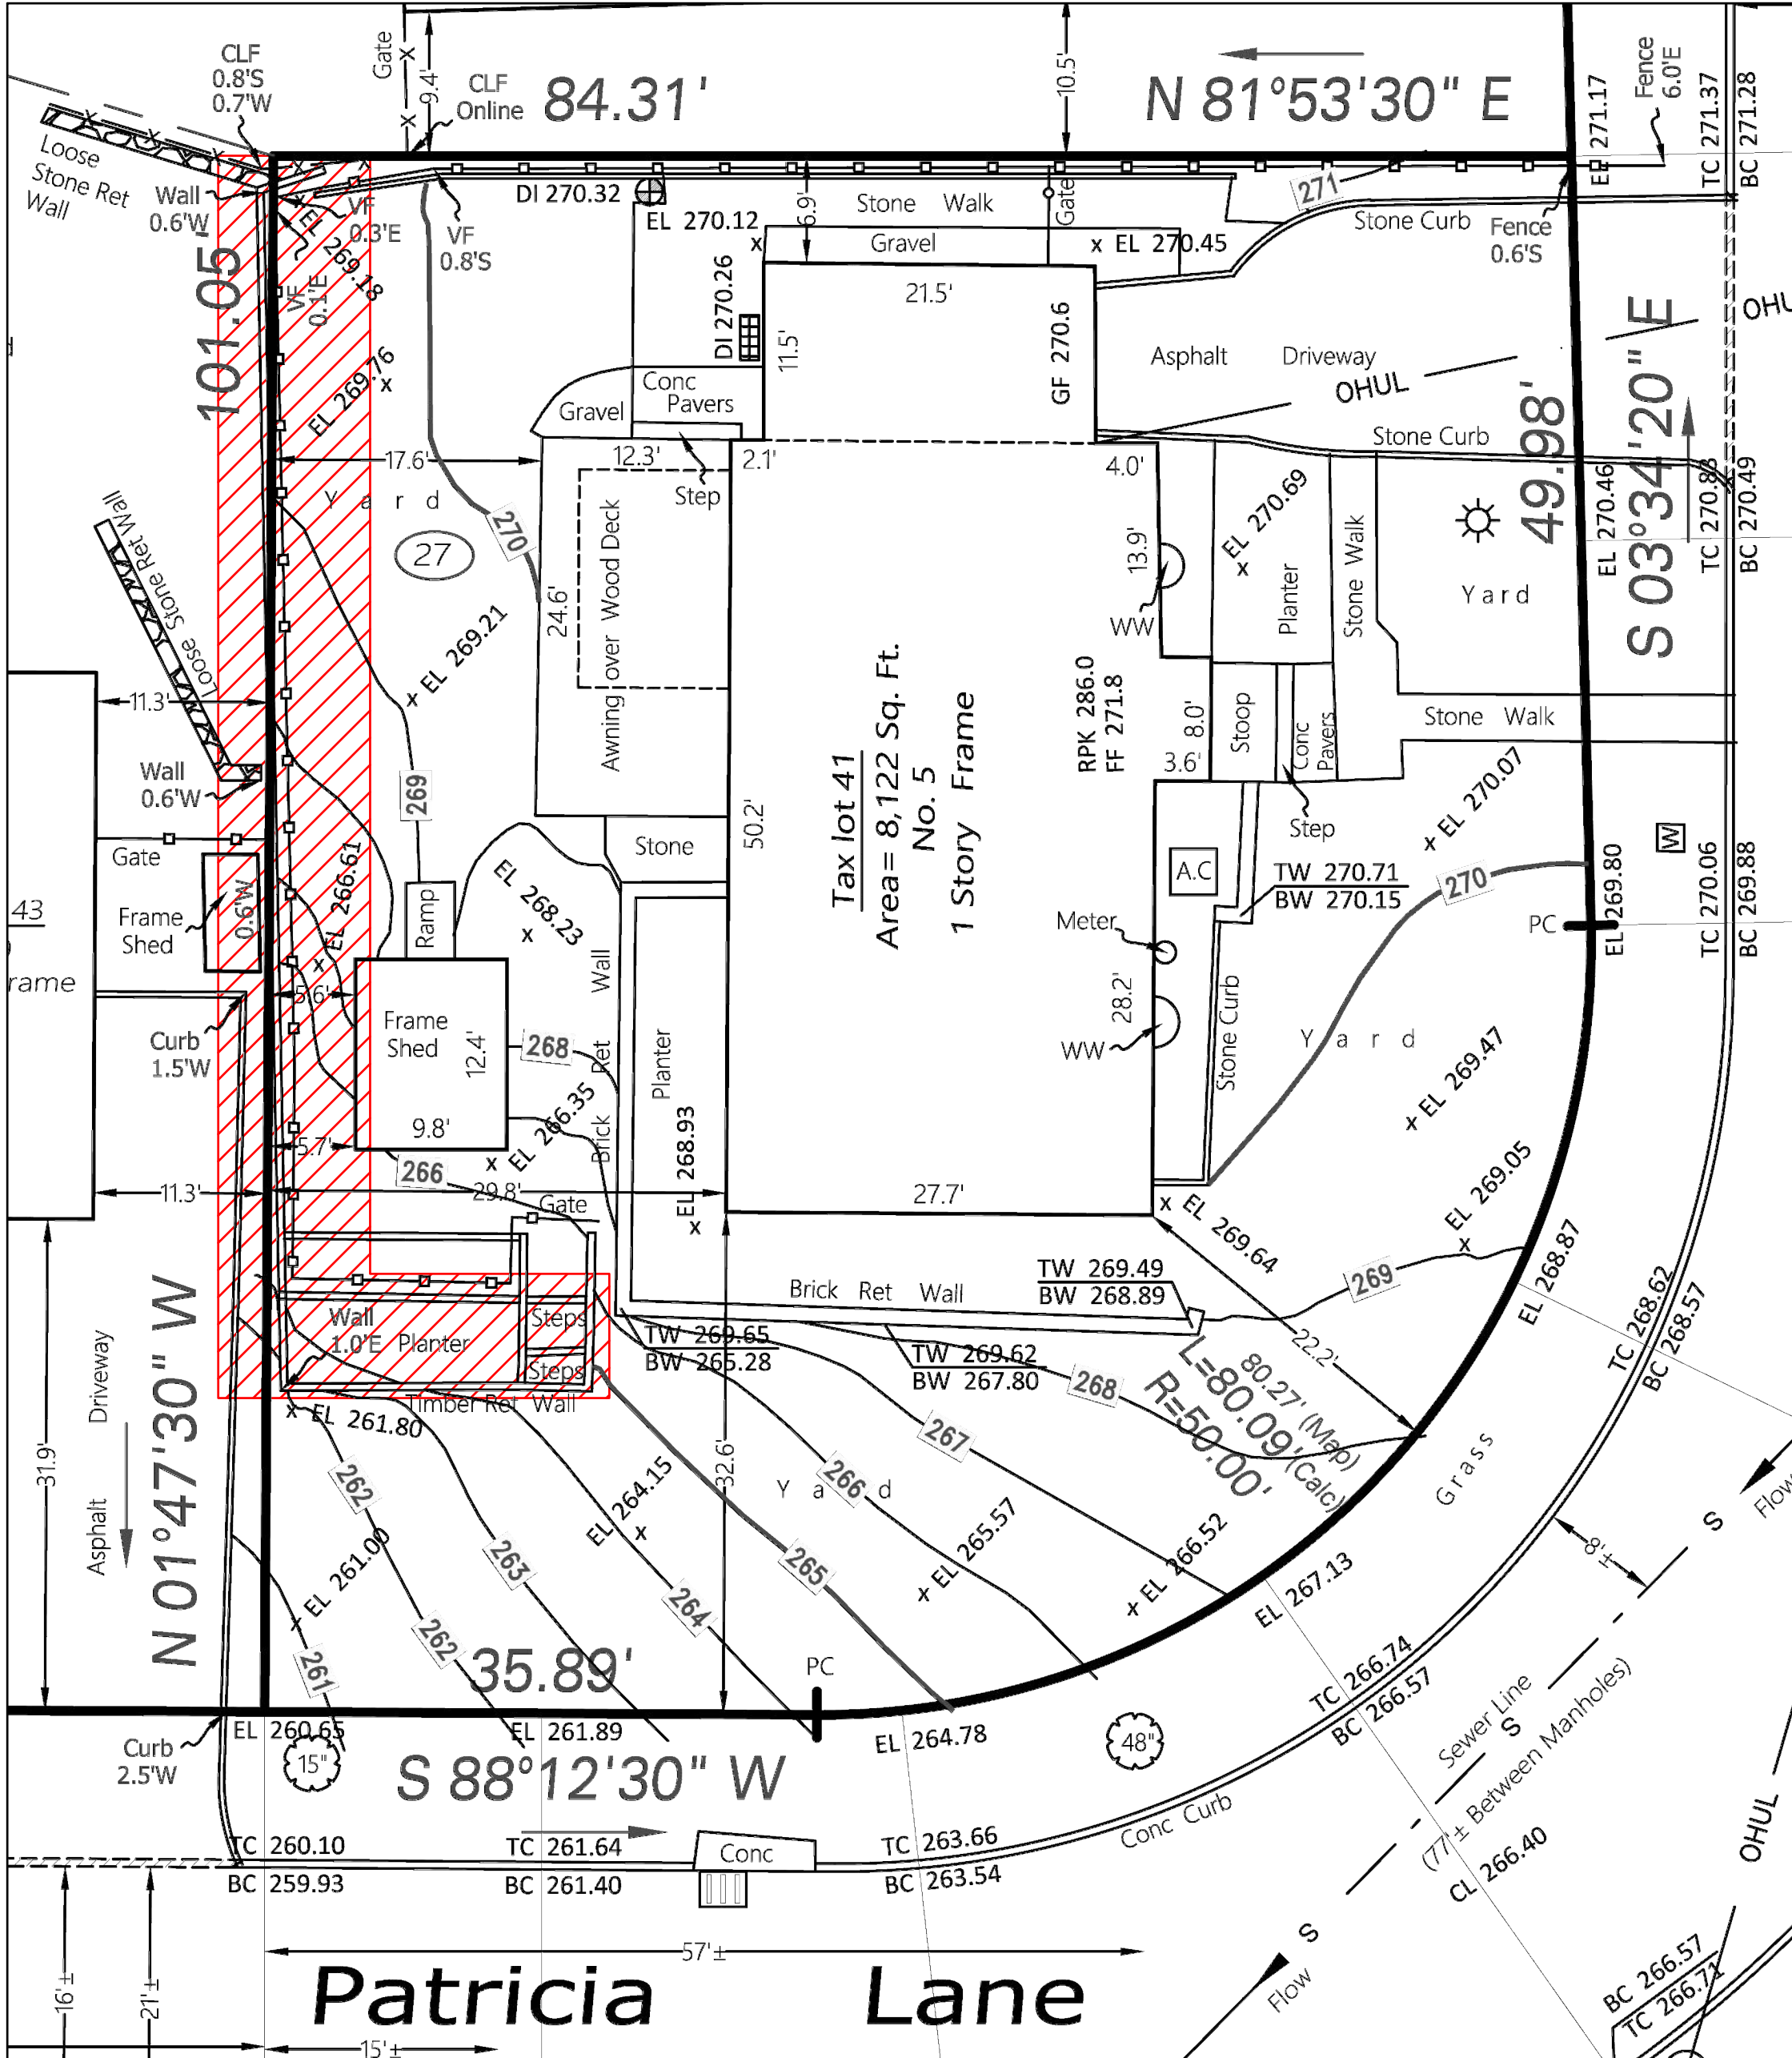 CLF
0.8'S
0.7'W
Gate
9.4'
CLF
Online
84.31'
10.5'
N 81°53'30" E
EL 271.17
Fence
6.0'E
TC 271.37
BC 271.28
Loose
Stone Ret
Wall
Wall
0.6'W
VF
0.3'E
EL 269.18
VF
0.1'E
VF
0.8'S
DI 270.32
EL 270.12
6.9'
Stone Walk
Gate
271
Stone Curb
Fence
0.6'S
Gravel
x EL 270.45
101.05'
DI 270.26
21.5'
11.5'
GF 270.6
Asphalt Driveway
OHUL
OHUL
EL 269.76
Conc
Pavers
Gravel
Stone Curb
49.98'
S 03°34'20" E
17.6'
12.3'
2.1'
4.0'
Step
Yard
27
270
Awning over Wood Deck
24.6'
13.9'
EL 270.69
Planter
Stone Walk
Yard
EL 270.46
TC 270.83
BC 270.49
Loose Stone Ret Wall
x EL 269.21
WW
11.3'
Tax lot 41
Area= 8,122 Sq. Ft.
No. 5
1 Story Frame
RPK 286.0
FF 271.8
8.0'
3.6'
Stoop
Conc
Pavers
Stone Walk
Wall
0.6'W
269
50.2'
Stone
Step
x EL 270.07
W
Gate
EL 266.61
EL 268.23
A.C
TW 270.71
BW 270.15
270
43
Frame
Shed
0.6'W
Ramp
Meter
PC
EL 269.80
TC 270.06
BC 269.88
rame
5.6'
Frame
Shed
12.4'
9.8'
268
Brick Ret Wall
Planter
28.2'
WW
Stone Curb
Yard
x EL 269.47
Curb
1.5'W
5.7'
266
x EL 266.35
EL 268.93
11.3'
29.8'
Gate
27.7'
x EL 269.64
EL 269.05
EL 268.87
269
TW 269.49
BW 268.89
Brick Ret Wall
TC 268.62
BC 268.57
Wall
1.0'E
Planter
Steps
Steps
TW 269.65
BW 265.28
TW 269.62
BW 267.80
268
22.2'
80.27' (Map)
L=80.09' (Calc)
R=50.00'
Timber Ret Wall
x EL 261.80
Asphalt Driveway
N 01°47'30" W
31.9'
262
EL 264.15
32.6'
Yard
266
267
Grass
Flow
S
8'±
x EL 261.00
263
265
x EL 265.57
x EL 266.52
EL 267.13
264
262
261
35.89'
PC
EL 260.65
EL 261.89
EL 264.78
15"
48"
Curb
2.5'W
S 88°12'30" W
TC 266.74
BC 266.57
Sewer Line
S
(77'± Between Manholes)
TC 260.10
BC 259.93
TC 261.64
BC 261.40
Conc
TC 263.66
BC 263.54
Conc Curb
CL 266.40
OHUL
57'±
16'±
21'±
15'±
Patricia Lane
S
Flow
BC 266.57
TC 266.71